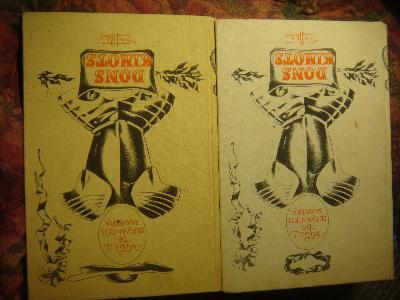 MIGELS
DE
SERVANTESS
SAAVEDRA
DONS
KIHOTS
MIGELS
DE
SERVANTESS
SAAVEDRA
DONS
KIHOTS